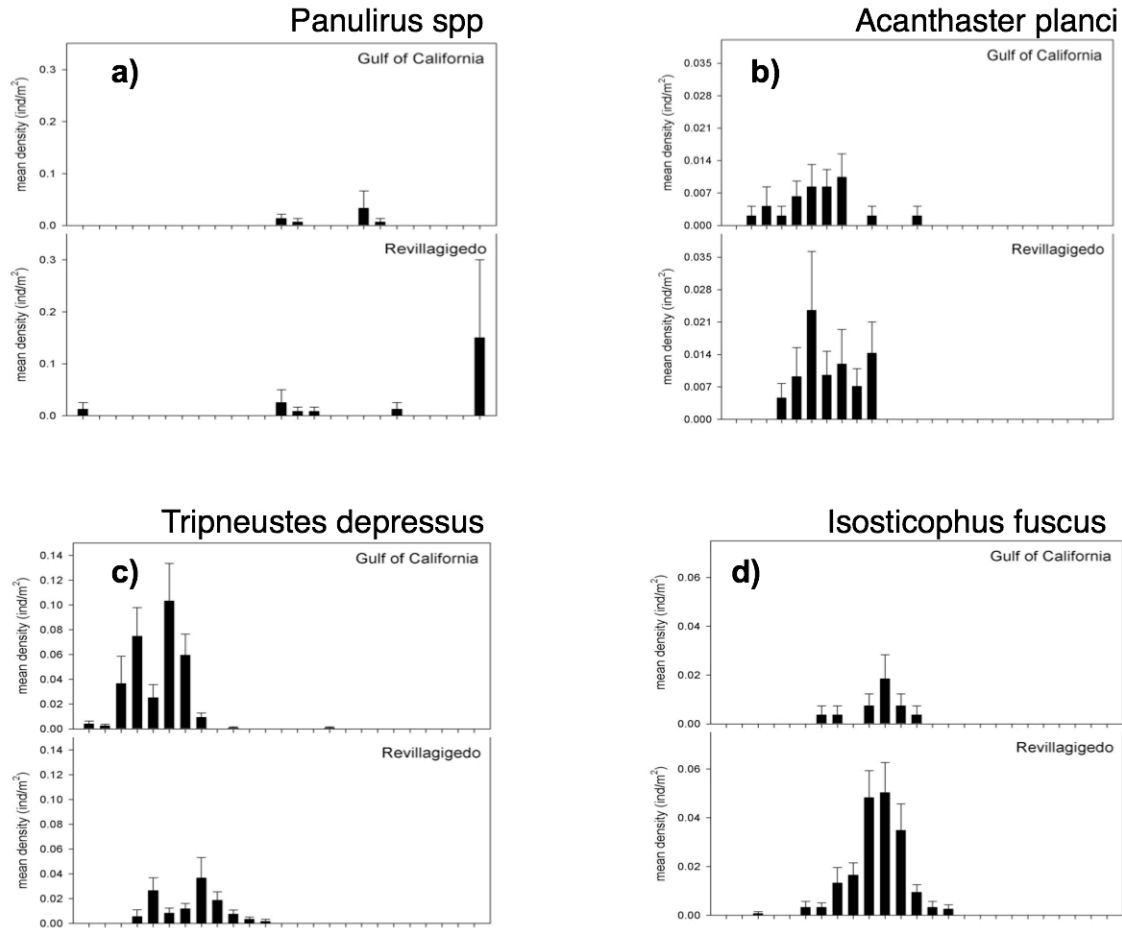 Panulirus spp
a)
Gulf of California
mean density (ind/m²)
0.3
0.2
0.1
0.0
Revillagigedo
mean density (ind/m²)
0.3
0.2
0.1
0.0
Acanthaster planci
b)
Gulf of California
mean density (ind/m²)
0.035
0.028
0.021
0.014
0.007
0.000
Revillagigedo
mean density (ind/m²)
0.035
0.028
0.021
0.014
0.007
0.000
Tripneustes depressus
c)
Gulf of California
mean density (ind/m²)
0.14
0.12
0.10
0.08
0.06
0.04
0.02
0.00
Revillagigedo
mean density (ind/m²)
0.14
0.12
0.10
0.08
0.06
0.04
0.02
0.00
Isosticophus fuscus
d)
Gulf of California
mean density (ind/m²)
0.06
0.04
0.02
0.00
Revillagigedo
mean density (ind/m²)
0.06
0.04
0.02
0.00